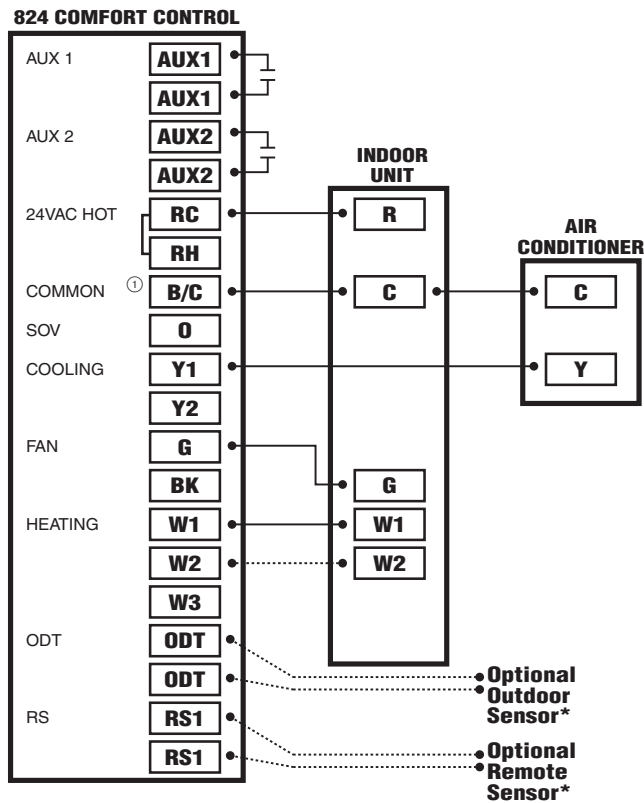 824 COMFORT CONTROL
AUX 1
AUX1
AUX1
AUX 2
AUX2
AUX2
24VAC HOT
RC
RH
COMMON
1
B/C
SOV
O
COOLING
Y1
Y2
FAN
G
BK
HEATING
W1
W2
W3
ODT
ODT
ODT
RS
RS1
RS1
INDOOR
UNIT
R
C
G
W1
W2
AIR
CONDITIONER
C
Y
Optional
Outdoor
Sensor*
Optional
Remote
Sensor*